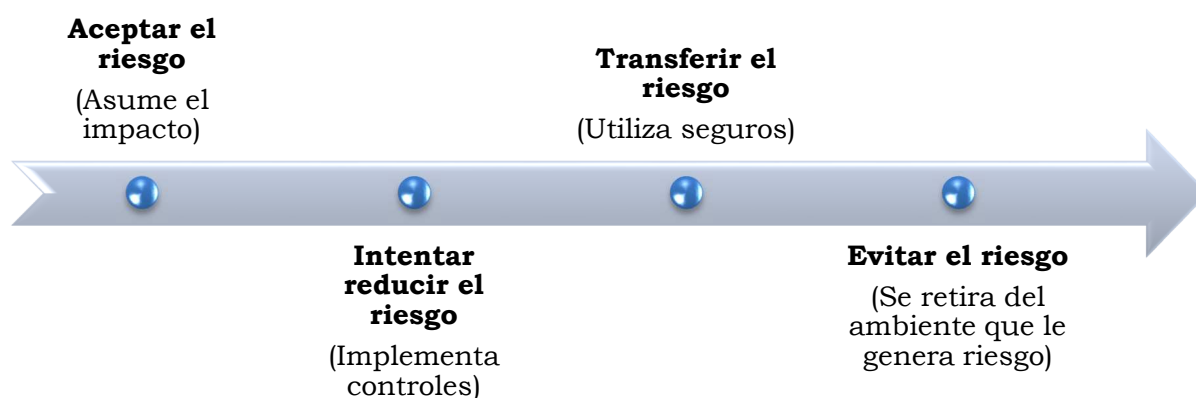 Aceptar el
riesgo
(Asume el
impacto)
Intentar
reducir el
riesgo
(Implementa
controles)
Transferir el
riesgo
(Utiliza seguros)
Evitar el riesgo
(Se retira del
ambiente que le
genera riesgo)